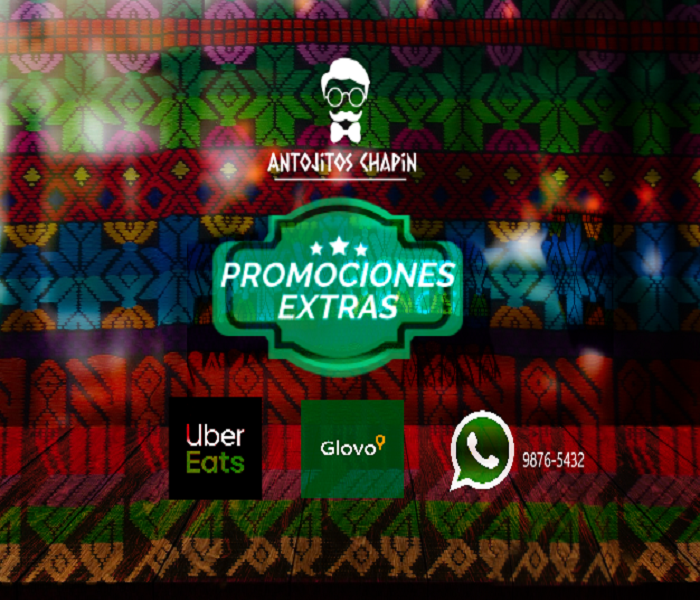 ANTOJITOS CHAPIN
PROMOCIONES
EXTRAS
Uber
Eats
Glovo
9876-5432